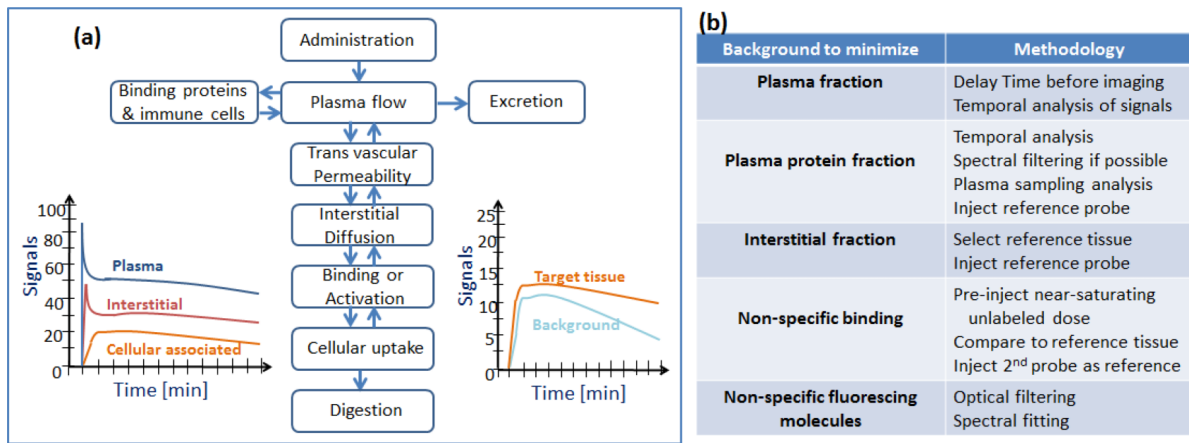 (a)
Administration
Binding proteins
& immune cells
Plasma flow
Excretion
Trans vascular
Permeability
Interstitial
Diffusion
Binding or
Activation
Cellular uptake
Digestion
Signals
100
80
60
40
20
0
Plasma
Interstitial
Cellular associated
Time [min]
Signals
25
20
15
10
5
0
Target tissue
Background
Time [min]
(b)
Background to minimize Methodology
Plasma fraction
Delay Time before imaging
Temporal analysis of signals
Plasma protein fraction
Temporal analysis
Spectral filtering if possible
Plasma sampling analysis
Inject reference probe
Interstitial fraction
Select reference tissue
Inject reference probe
Non-specific binding
Pre-inject near-saturating
unlabeled dose
Compare to reference tissue
Inject 2nd probe as reference
Non-specific fluorescing
molecules
Optical filtering
Spectral fitting